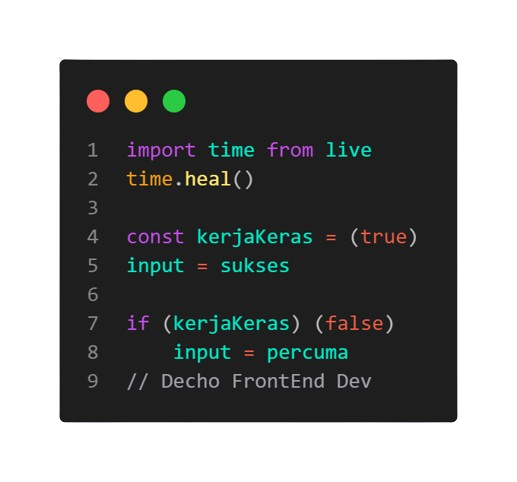 1 import time from live
2 time.heal()
3
4 const kerjaKeras = (true)
5 input = sukses
6
7 if (kerjaKeras) (false)
8     input = percuma
9 // Decho FrontEnd Dev